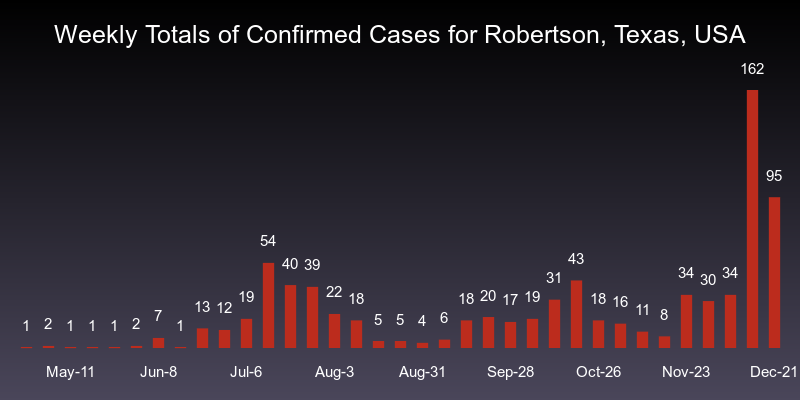 Weekly Totals of Confirmed Cases for Robertson, Texas, USA
1 2 1 1 1 2 7 1 13 12 19 54 40 39 22 18 5 5 4 6 18 20 17 19 31 43 18 16 11 8 34 30 34 162 95
May-11 Jun-8 Jul-6 Aug-3 Aug-31 Sep-28 Oct-26 Nov-23 Dec-21